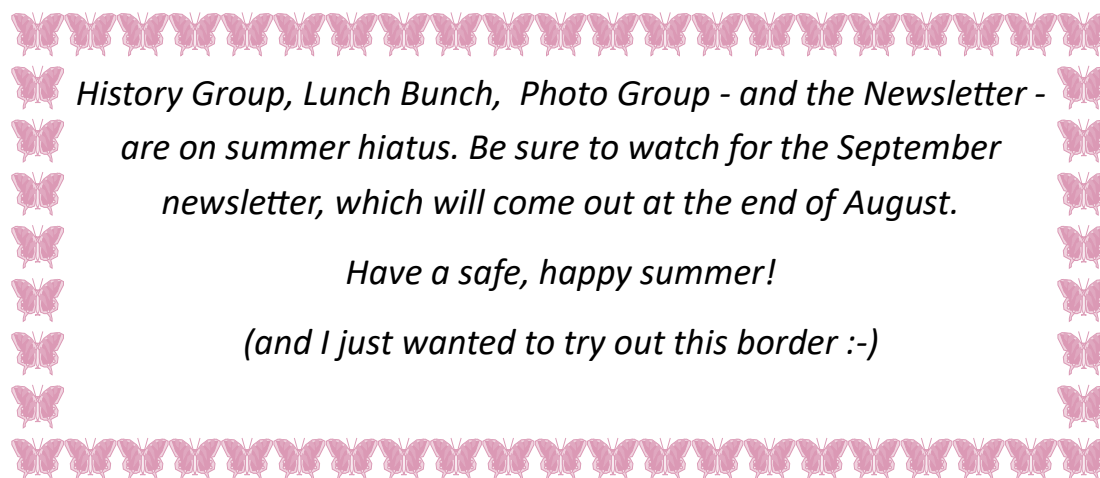 History Group, Lunch Bunch,  Photo Group - and the Newsletter -
are on summer hiatus. Be sure to watch for the September
newsletter, which will come out at the end of August.
Have a safe, happy summer!
(and I just wanted to try out this border :-)